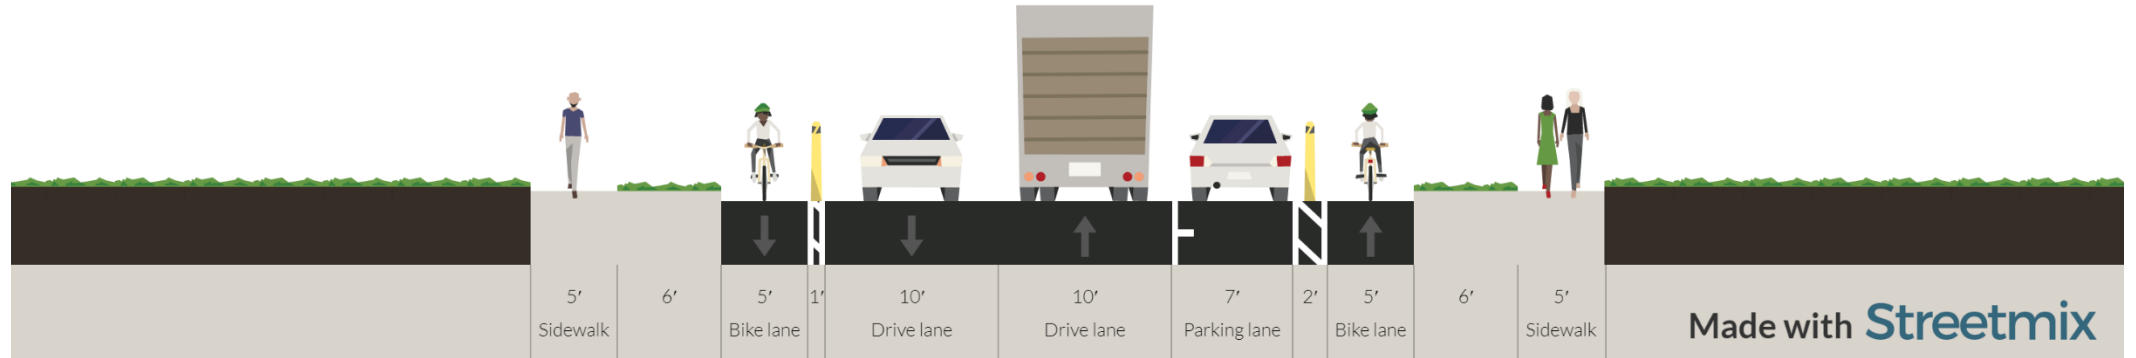 5′ 6′ 5′ 1′ 10′ 10′ 7′ 2′ 5′ 6′ 5′
Sidewalk Bike lane Drive lane Drive lane Parking lane Bike lane Sidewalk
Made with Streetmix